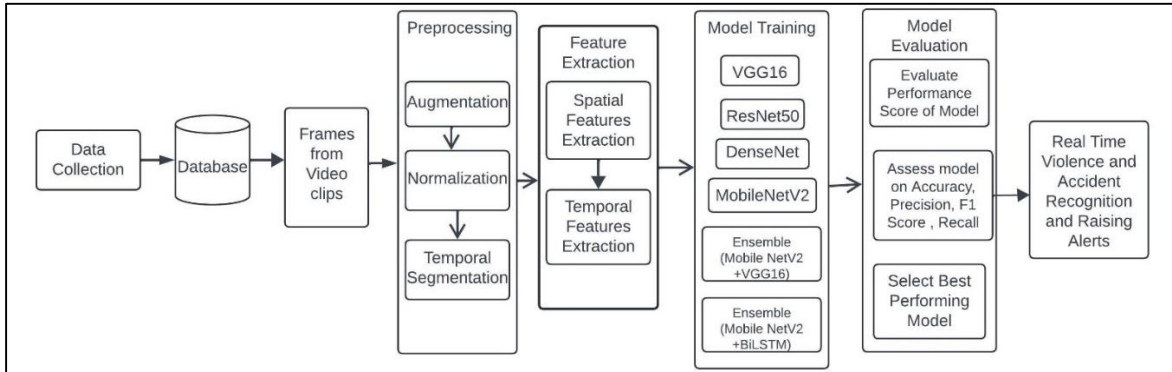 Data
Collection
Database
Frames
from
Video
clips
Preprocessing
Augmentation
Normalization
Temporal
Segmentation
Feature
Extraction
Spatial
Features
Extraction
Temporal
Features
Extraction
Model Training
VGG16
ResNet50
DenseNet
MobileNetV2
Ensemble
(Mobile NetV2
+VGG16)
Ensemble
(Mobile NetV2
+BiLSTM)
Model
Evaluation
Evaluate
Performance
Score of Model
Assess model
on Accuracy,
Precision, F1
Score , Recall
Select Best
Performing
Model
Real Time
Violence and
Accident
Recognition
and Raising
Alerts